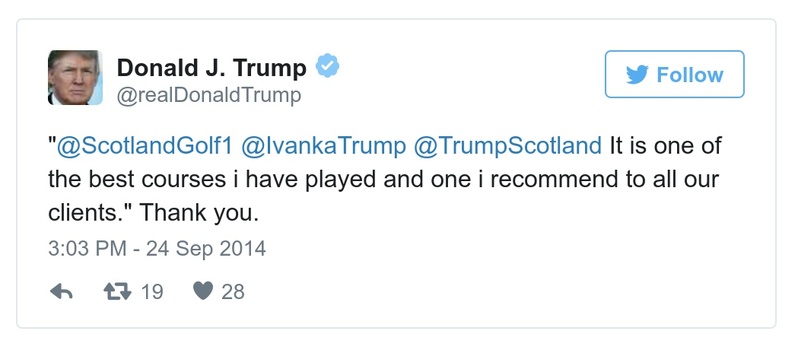 Donald J. Trump
@realDonaldTrump
Follow
"@ScotlandGolf1 @IvankaTrump @TrumpScotland It is one of
the best courses i have played and one i recommend to all our
clients." Thank you.
3:03 PM - 24 Sep 2014
19 28